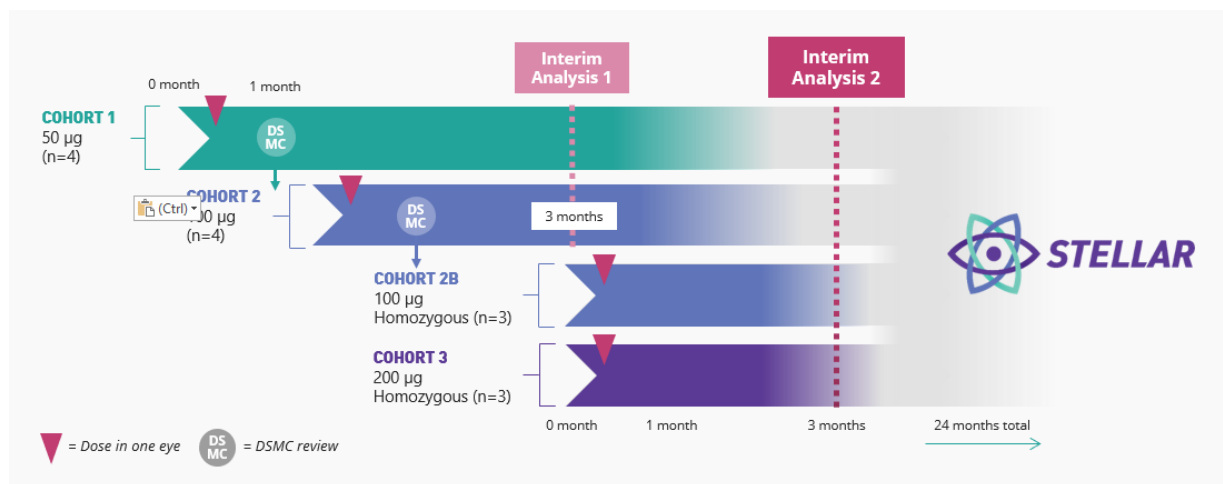 Interim
Analysis 1
Interim
Analysis 2
0 month
1 month
COHORT 1
50 µg
(n=4)
DS
MC
COHORT 2
(Ctrl)
00 µg
(n=4)
DS
MC
3 months
COHORT 2B
100 µg
Homozygous (n=3)
STELLAR
COHORT 3
200 µg
Homozygous (n=3)
0 month
1 month
3 months
24 months total
= Dose in one eye
DS
MC
= DSMC review